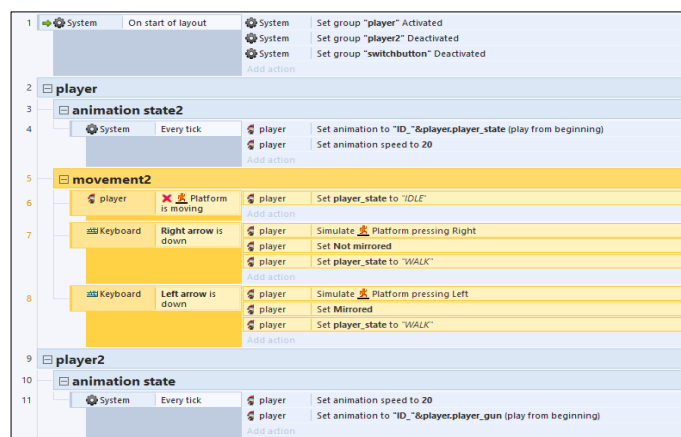 1 System On start of layout System Set group "player" Activated
System Set group "player2" Deactivated
System Set group "switchbutton" Deactivated
Add action
2 player
3 animation state2
4 System Every tick player Set animation to "ID_"&player.player_state (play from beginning)
player Set animation speed to 20
Add action
5 movement2
6 player Platform is moving player Set player_state to "IDLE"
Add action
7 Keyboard Right arrow is down player Simulate Platform pressing Right
player Set Not mirrored
player Set player_state to "WALK"
Add action
8 Keyboard Left arrow is down player Simulate Platform pressing Left
player Set Mirrored
player Set player_state to "WALK"
Add action
9 player2
10 animation state
11 System Every tick player Set animation speed to 20
player Set animation to "ID_"&player.player_gun (play from beginning)
Add action